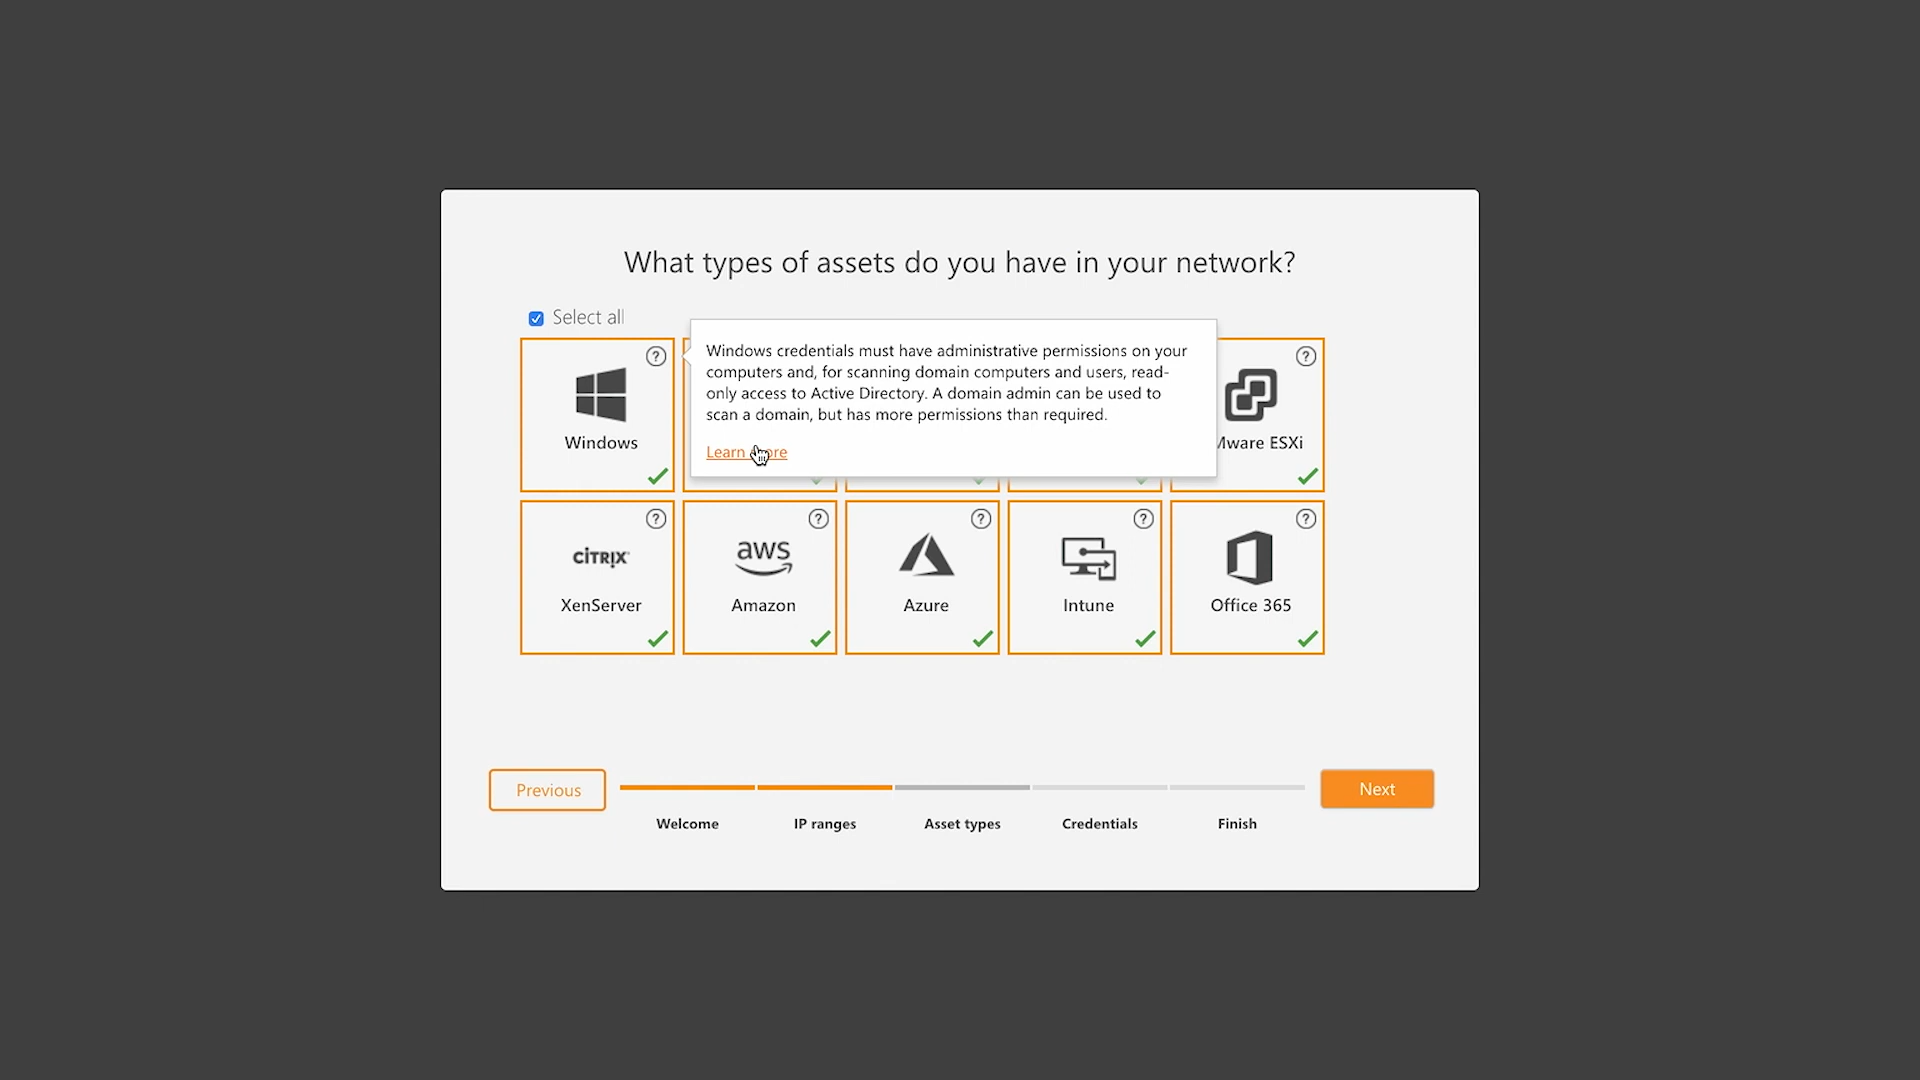 What types of assets do you have in your network?
Select all
Windows credentials must have administrative permissions on your
computers and, for scanning domain computers and users, read-
only access to Active Directory. A domain admin can be used to
scan a domain, but has more permissions than required.
Learn
?
Windows
?
Mware ESXi
?
CITRIX
XenServer
?
aws
Amazon
?
Azure
?
Intune
?
Office 365
Previous
Next
Welcome
IP ranges
Asset types
Credentials
Finish